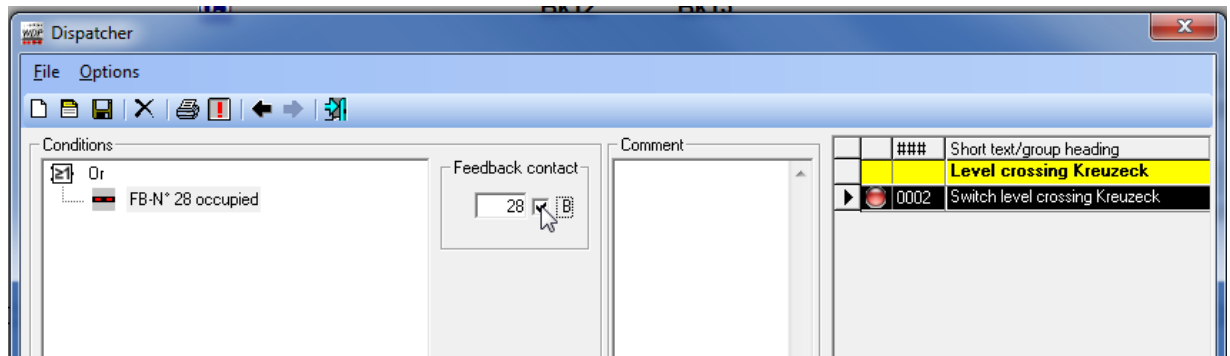 Dispatcher
File Options
Conditions
Or
FB-N° 28 occupied
Feedback contact
28 B
Comment
### Short text/group heading
Level crossing Kreuzeck
0002 Switch level crossing Kreuzeck